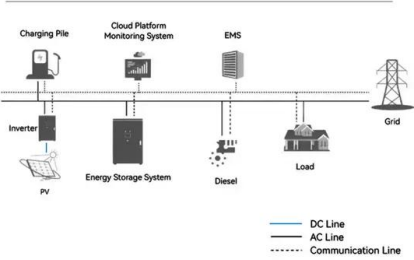 Charging Pile
Cloud Platform
Monitoring System
EMS
Inverter
Grid
PV
Energy Storage System
Diesel
Load
DC Line
AC Line
Communication Line